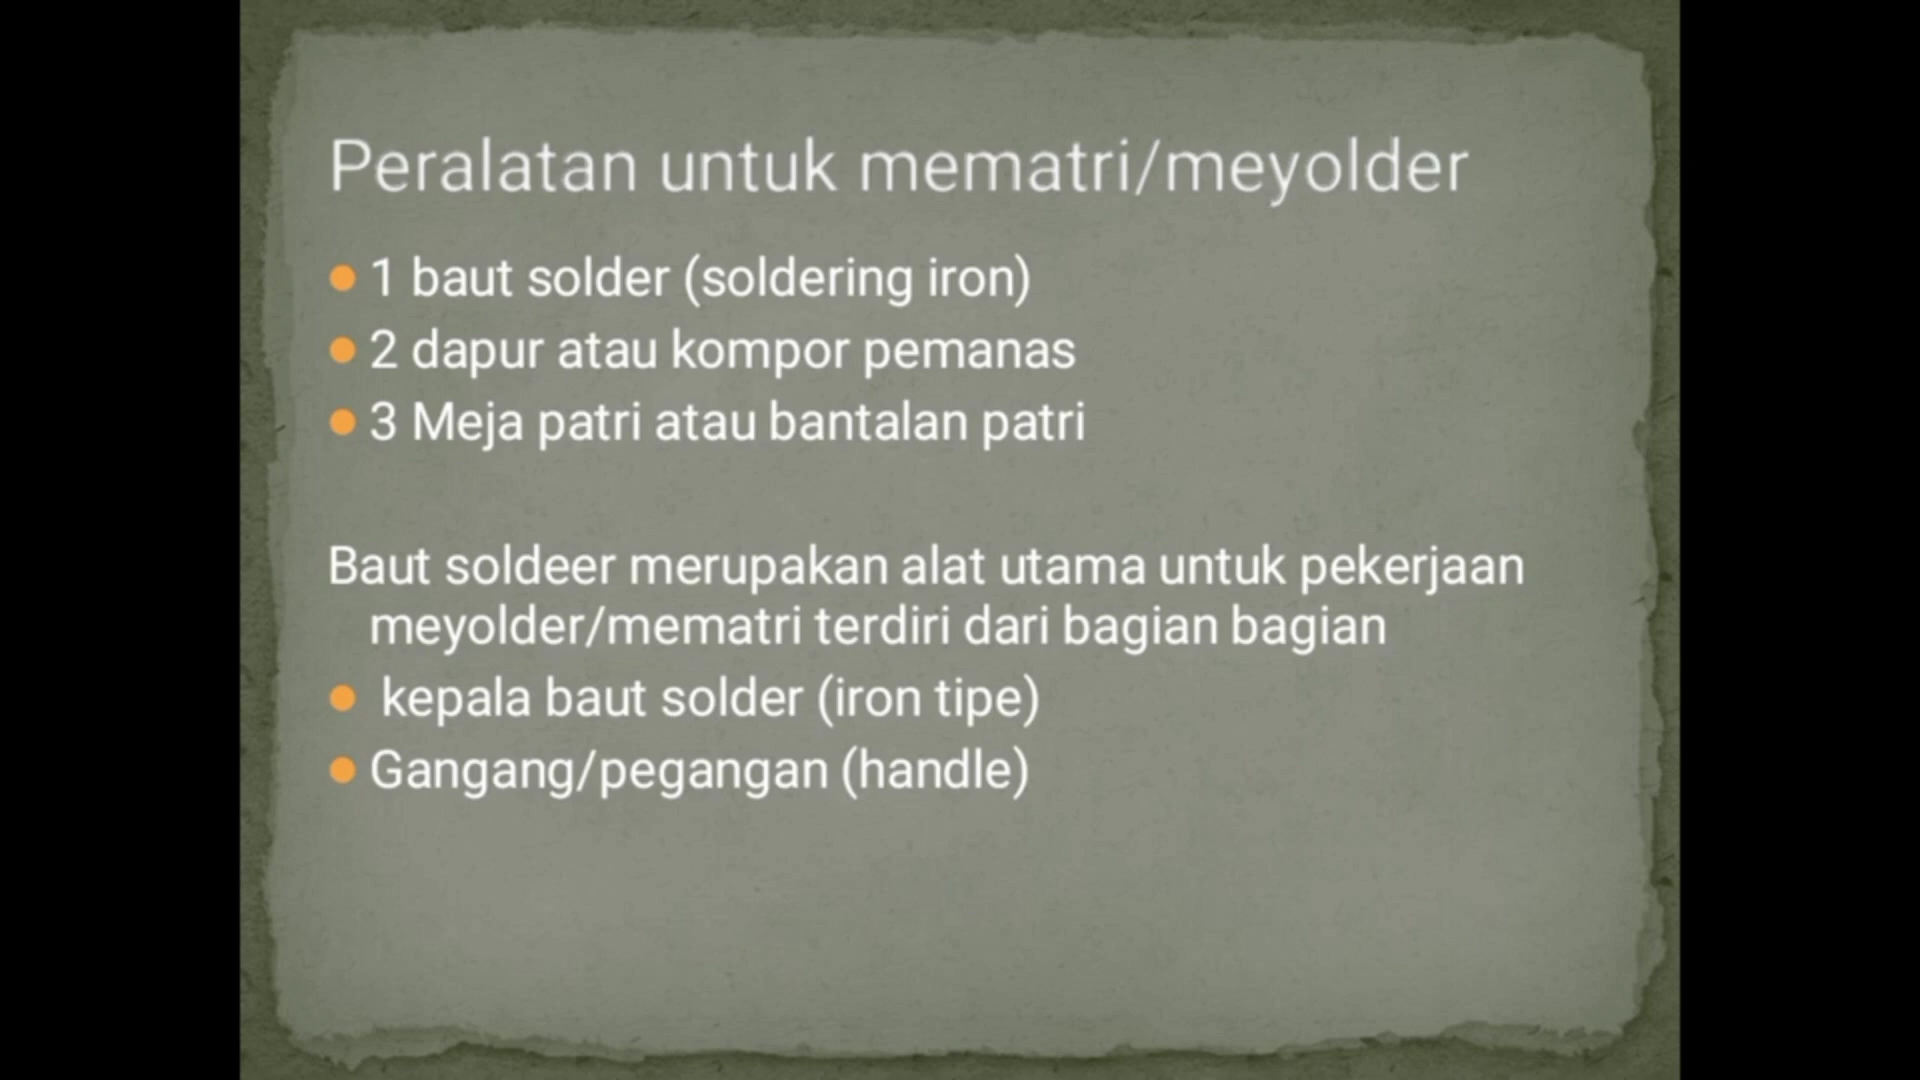 Peralatan untuk mematri/meyolder
1 baut solder (soldering iron)
2 dapur atau kompor pemanas
3 Meja patri atau bantalan patri
Baut soldeer merupakan alat utama untuk pekerjaan
meyolder/mematri terdiri dari bagian bagian
kepala baut solder (iron tipe)
Gangang/pegangan (handle)